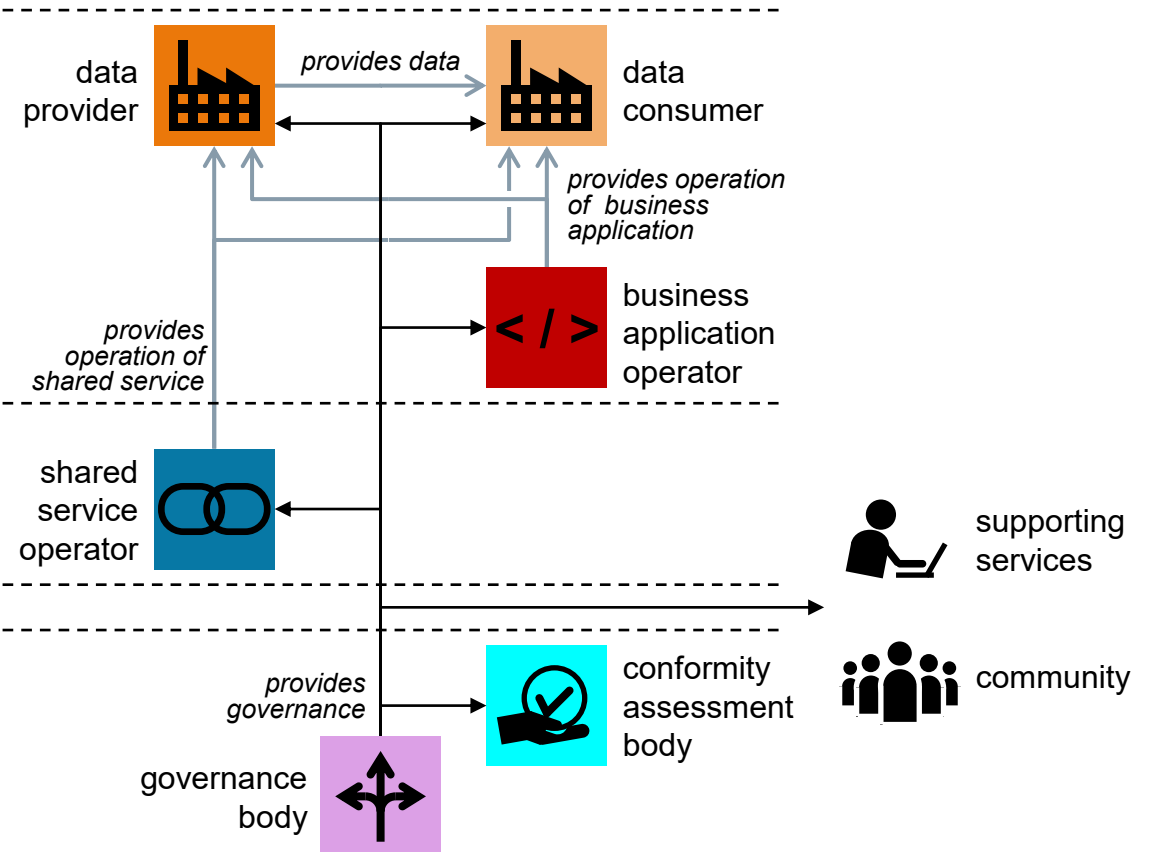 data
provider
provides data
data
consumer
provides operation
of business
application
business
application
operator
< / >
provides
operation of
shared service
shared
service
operator
supporting
services
provides
governance
conformity
assessment
body
community
governance
body